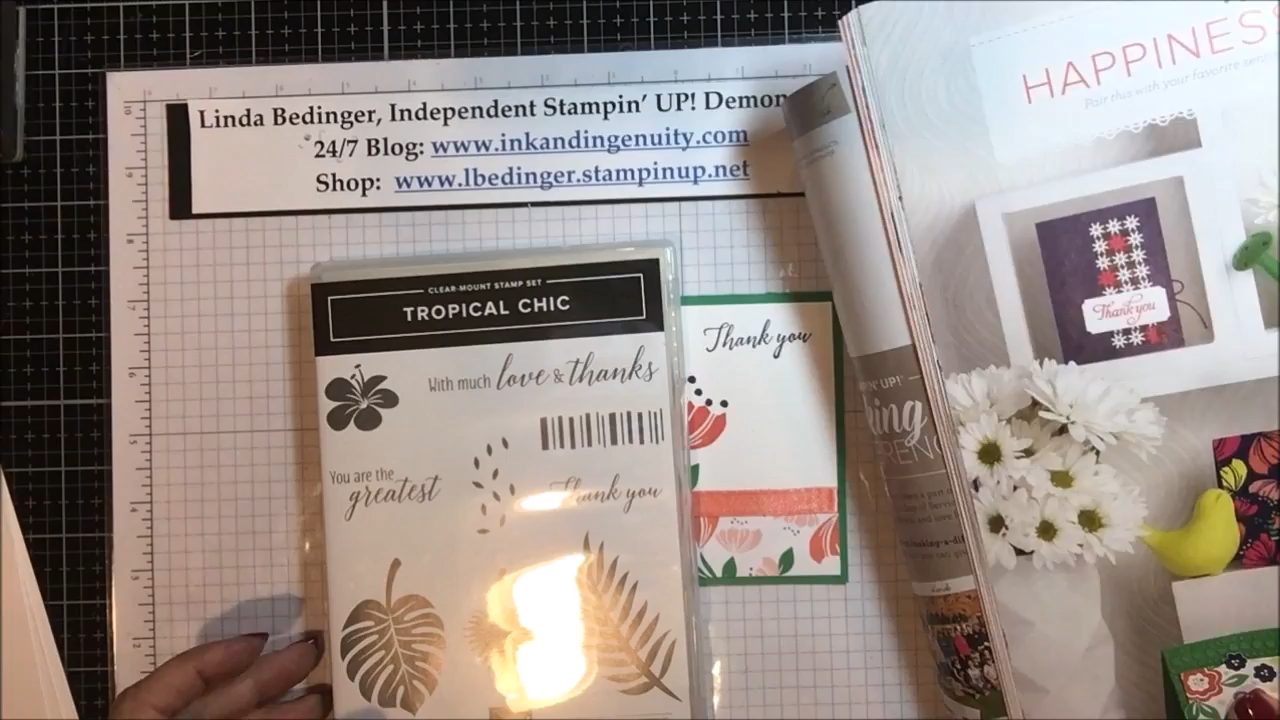 Linda Bedinger, Independent Stampin' UP! Demon
24/7 Blog: www.inkandingenuity.com
Shop: www.lbedinger.stampinup.net
CLEAR-MOUNT STAMP SET
TROPICAL CHIC
With much love & thanks
You are the
greatest
Thank you
Thank you
HAPPINESS
Pair this with your favorite
Thank you